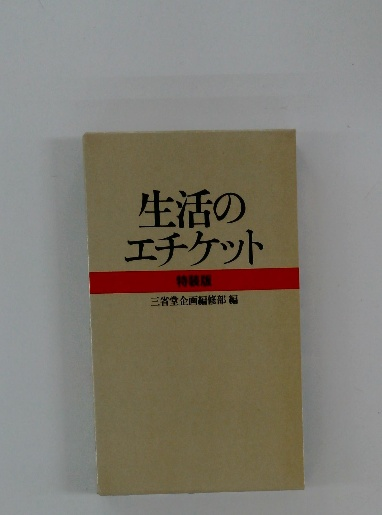 生活の
エチケット
特装版
三省堂企画編修部 編